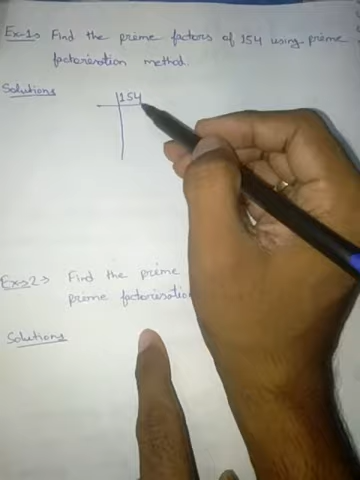 Ex-1→ Find the prime factors of 154 using prime
factorisation method.
Solution:
154
Ex→2→ Find the prime
prime factorisation
Solution: